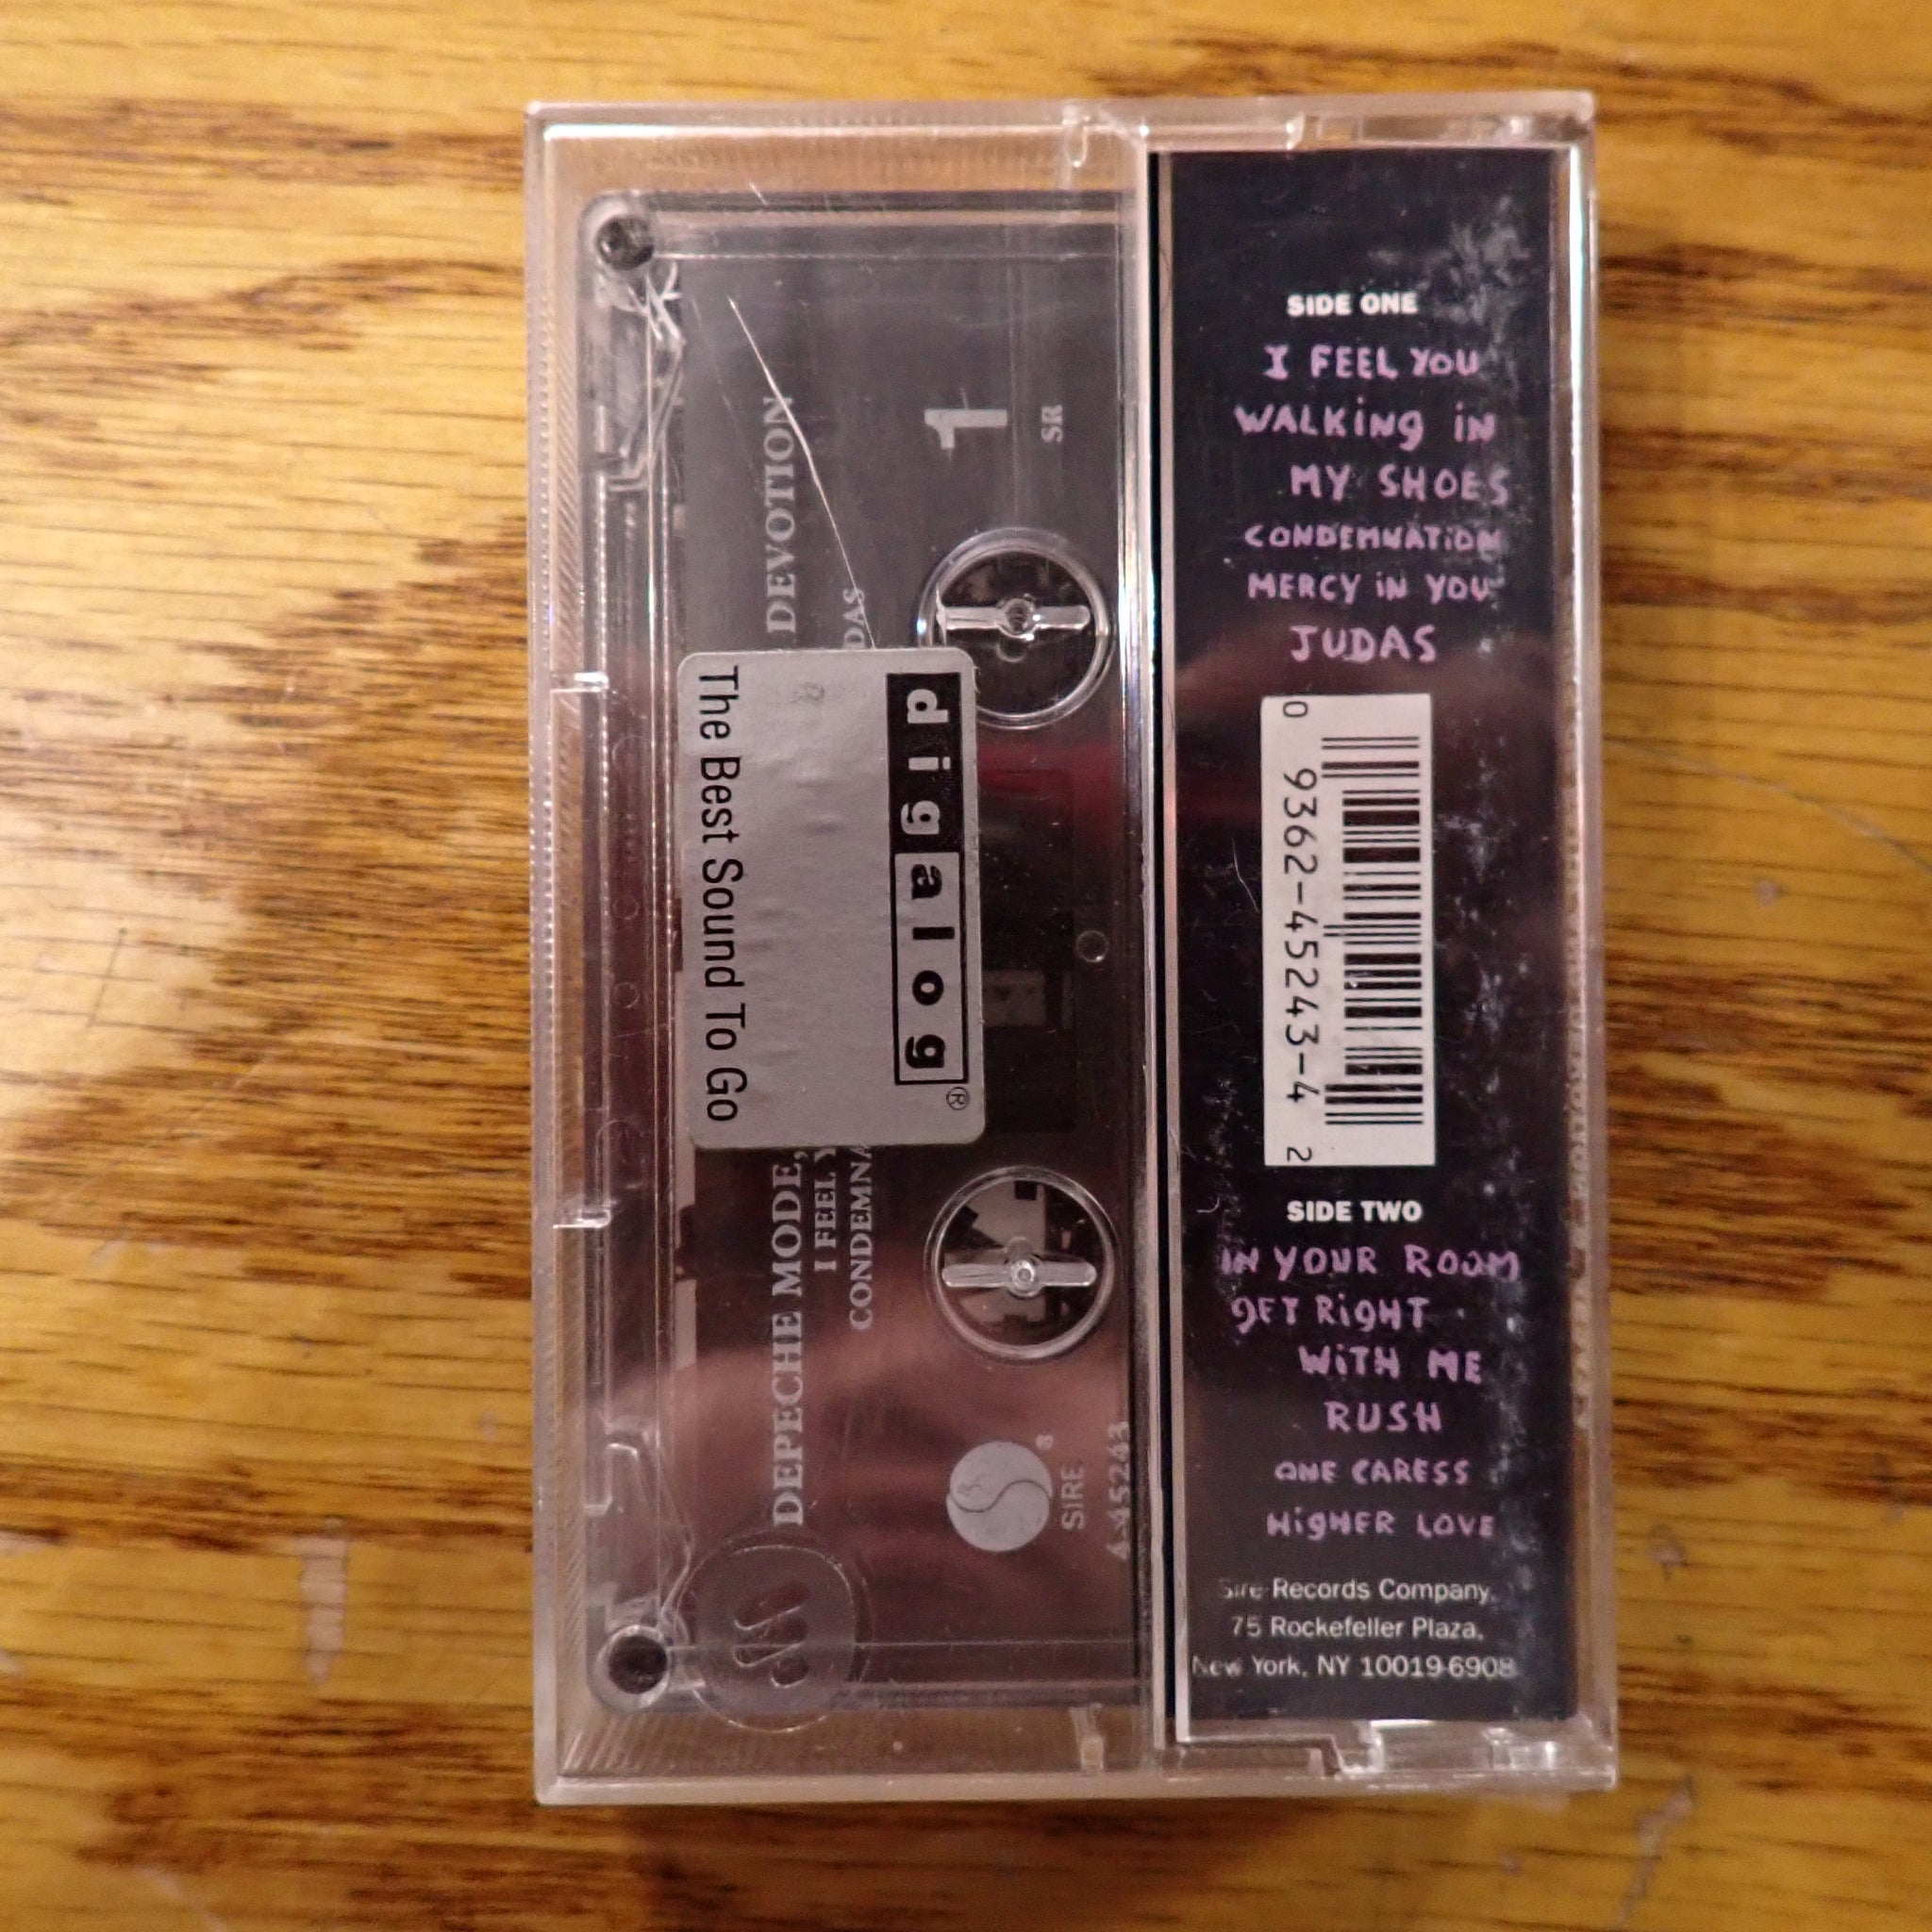 SIDE ONE
I FEEL YOU
WALKING IN
MY SHOES
CONDEMNATION
MERCY IN YOU
JUDAS
0 9362-45243-4 2
SIDE TWO
IN YOUR ROOM
GET RIGHT
WITH ME
RUSH
ONE CARESS
HIGHER LOVE
Sire Records Company,
75 Rockefeller Plaza,
New York, NY 10019-6908
digalog®
The Best Sound To Go
DEPECHE MODE, DEVOTION
I FEEL Y
CONDEMNA DAS
1
SR
SIRE ®
4-45243